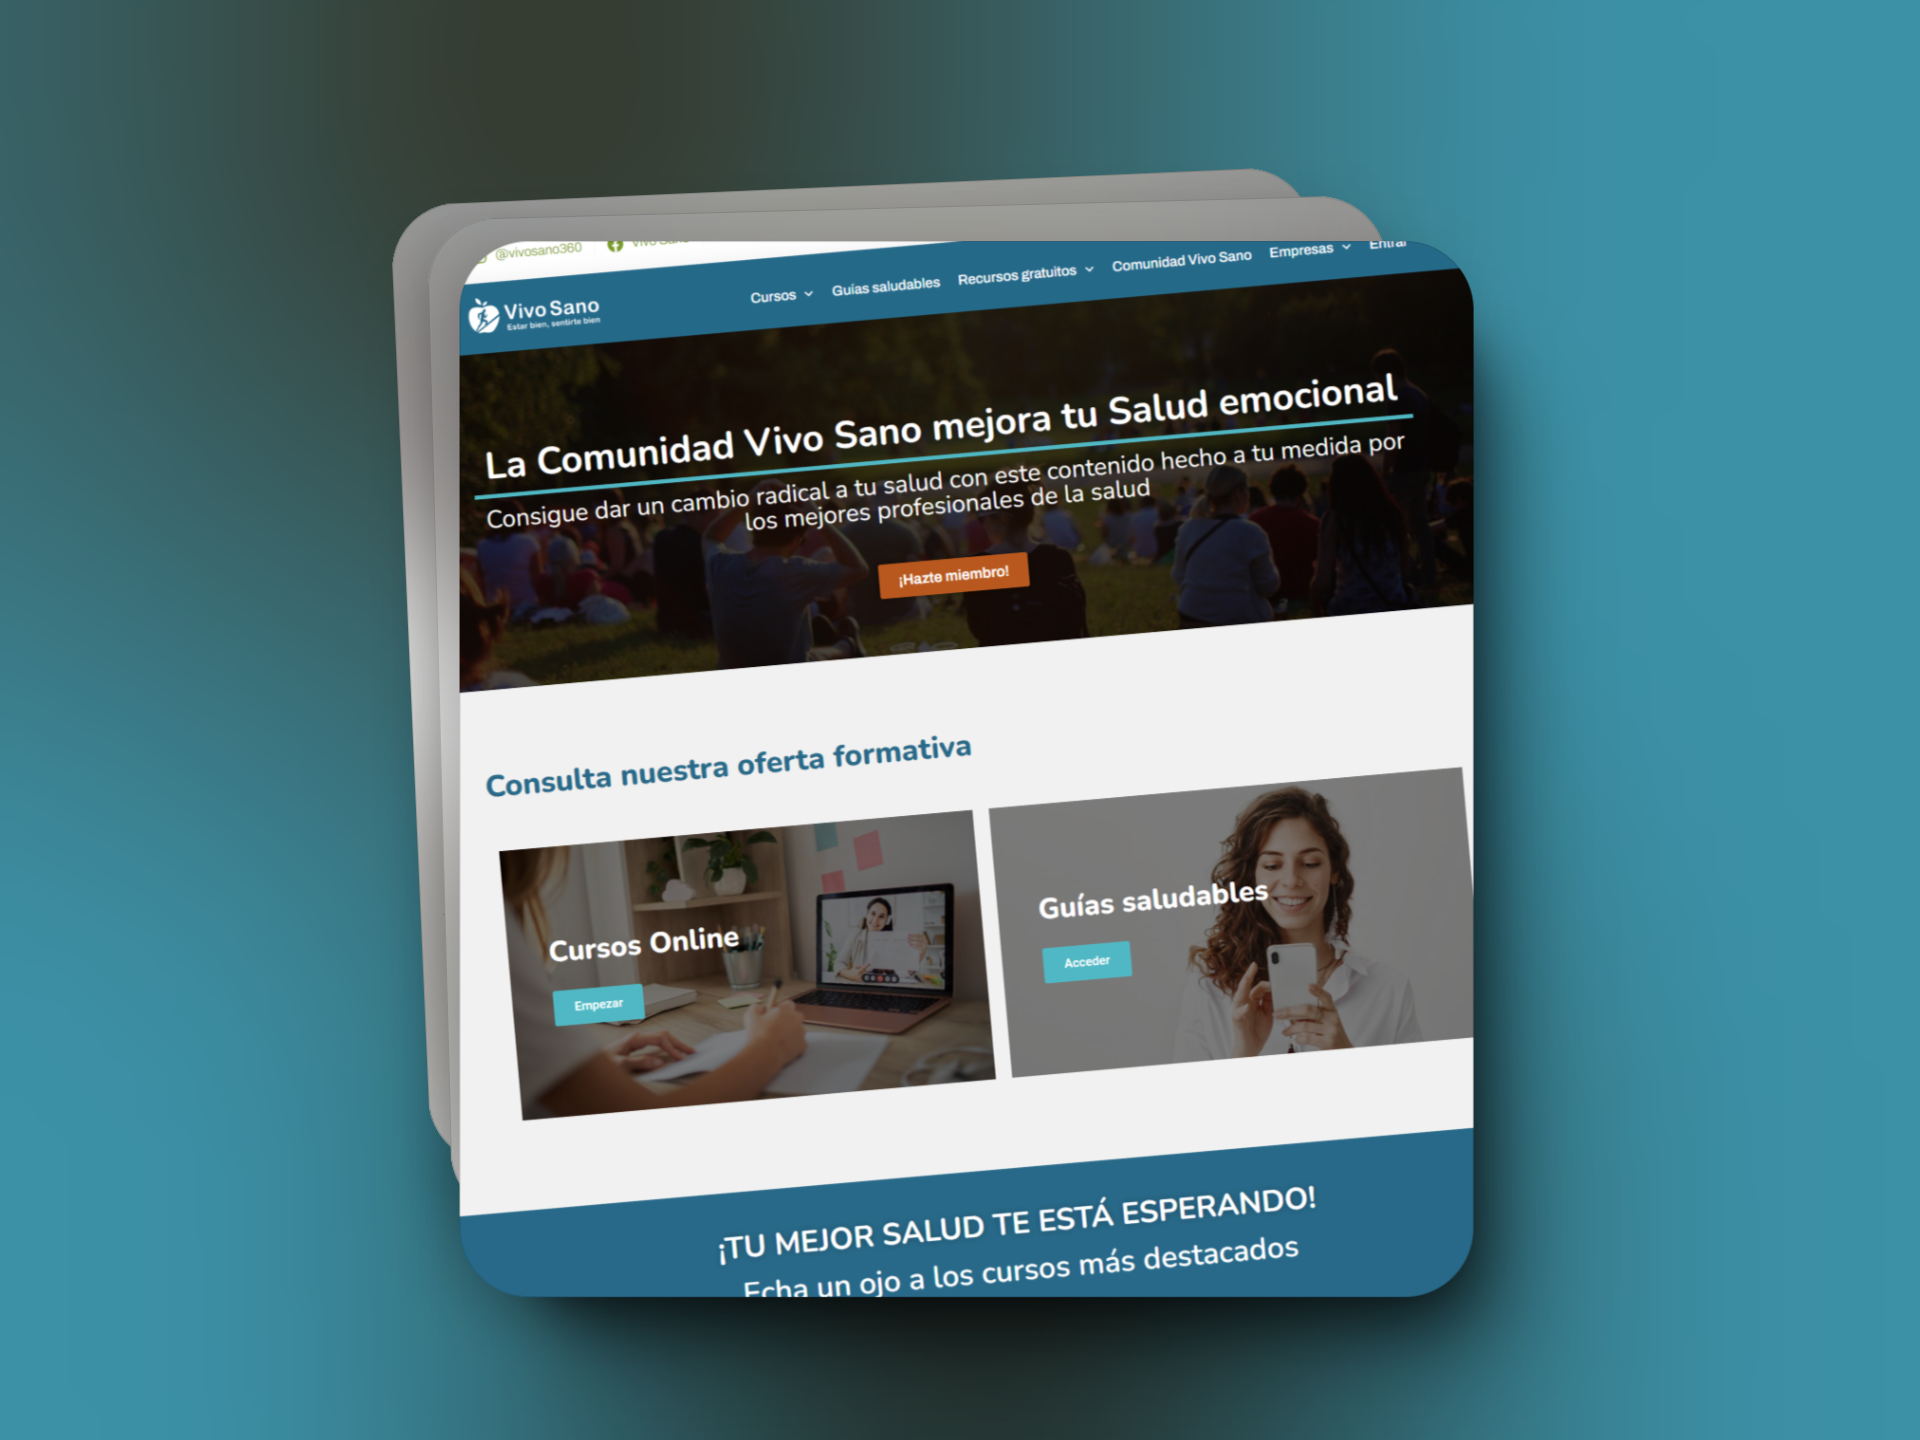 @vivosano360
Vivo Sano
Vivo Sano
Estar bien, sentirte bien
Cursos
Guías saludables
Recursos gratuitos
Comunidad Vivo Sano
Empresas
Entrar
La Comunidad Vivo Sano mejora tu Salud emocional
Consigue dar un cambio radical a tu salud con este contenido hecho a tu medida por
los mejores profesionales de la salud
¡Hazte miembro!
Consulta nuestra oferta formativa
Cursos Online
Empezar
Guías saludables
Acceder
¡TU MEJOR SALUD TE ESTÁ ESPERANDO!
Echa un ojo a los cursos más destacados